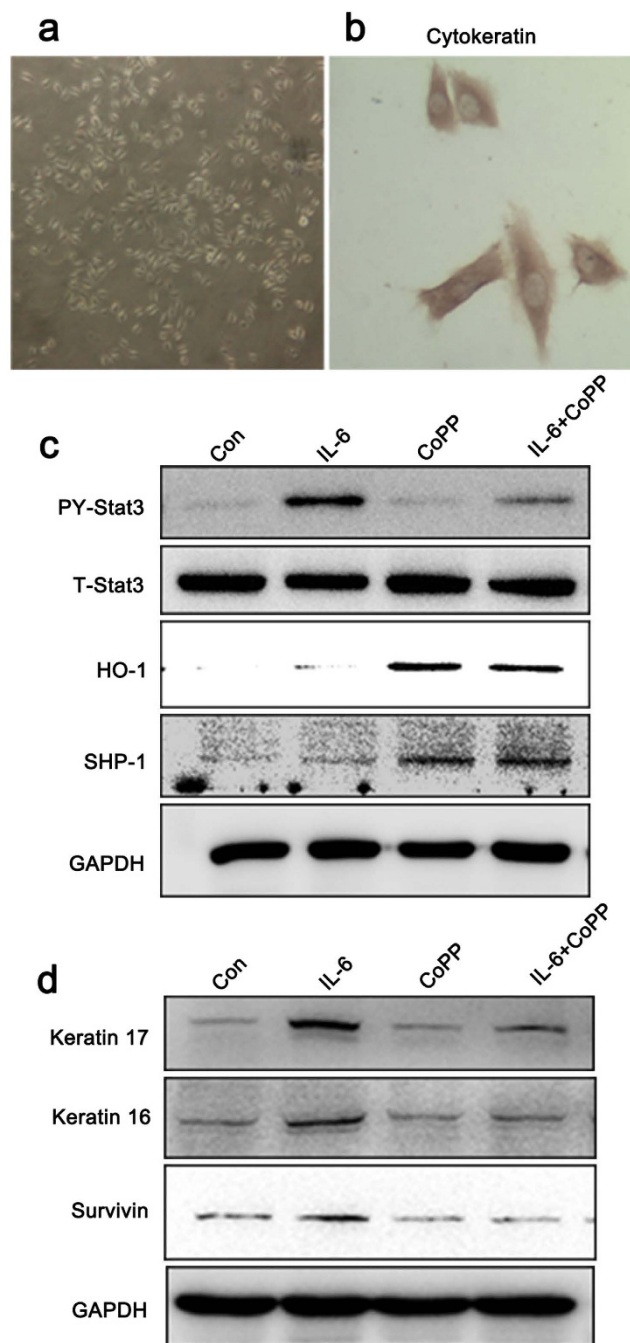 a
b
Cytokeratin
c
Con IL-6 CoPP IL-6+CoPP
PY-Stat3
T-Stat3
HO-1
SHP-1
GAPDH
d
Con IL-6 CoPP IL-6+CoPP
Keratin 17
Keratin 16
Survivin
GAPDH